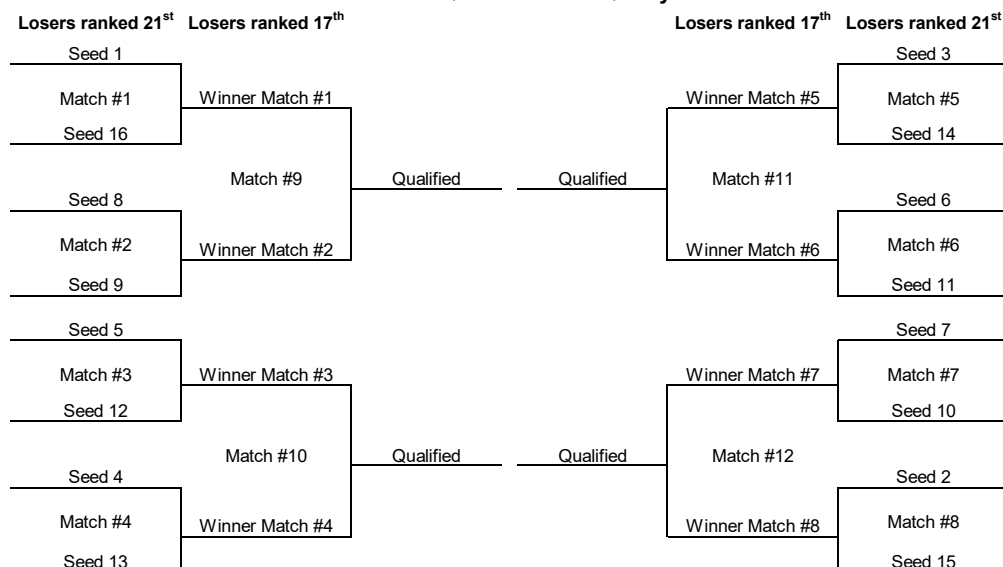 Losers ranked 21st Losers ranked 17th Losers ranked 17th Losers ranked 21st
Seed 1 Seed 3
Match #1 Winner Match #1 Winner Match #5 Match #5
Seed 16 Seed 14
Match #9 Qualified Qualified Match #11
Seed 8 Seed 6
Match #2 Winner Match #2 Winner Match #6 Match #6
Seed 9 Seed 11
Seed 5 Seed 7
Match #3 Winner Match #3 Winner Match #7 Match #7
Seed 12 Seed 10
Match #10 Qualified Qualified Match #12
Seed 4 Seed 2
Match #4 Winner Match #4 Winner Match #8 Match #8
Seed 13 Seed 15